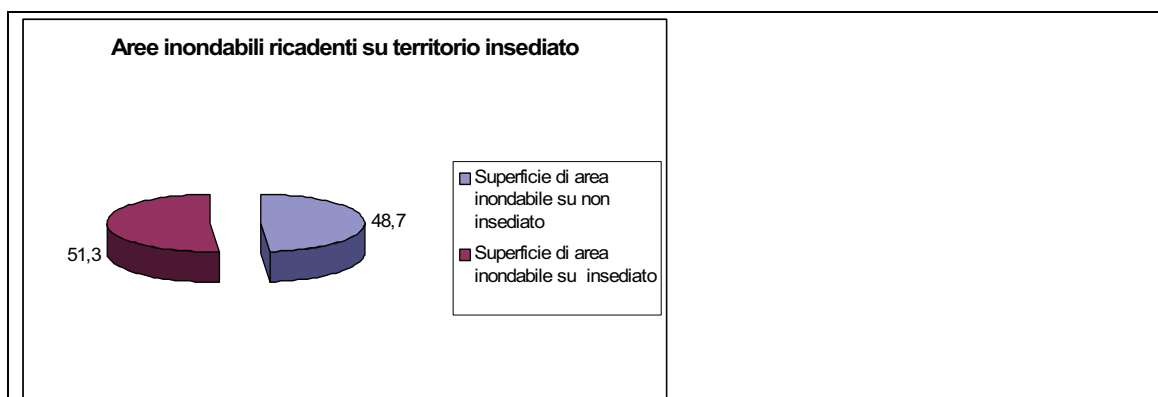 Aree inondabili ricadenti su territorio insediato
48,7
51,3
Superficie di area
inondabile su non
insediato
Superficie di area
inondabile su insediato